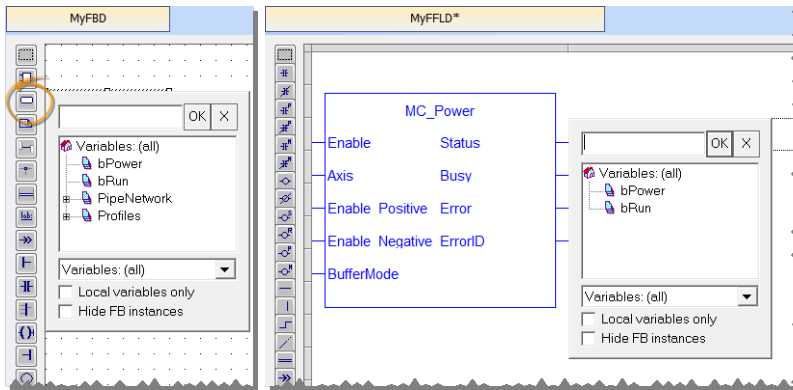 MyFBD
OK X
Variables: (all)
bPower
bRun
PipeNetwork
Profiles
Variables: (all)
Local variables only
Hide FB instances
lab:
MyFFLD*
MC_Power
Enable Status
Axis Busy
Enable Positive Error
Enable Negative ErrorID
BufferMode
OK X
Variables: (all)
bPower
bRun
Variables: (all)
Local variables only
Hide FB instances